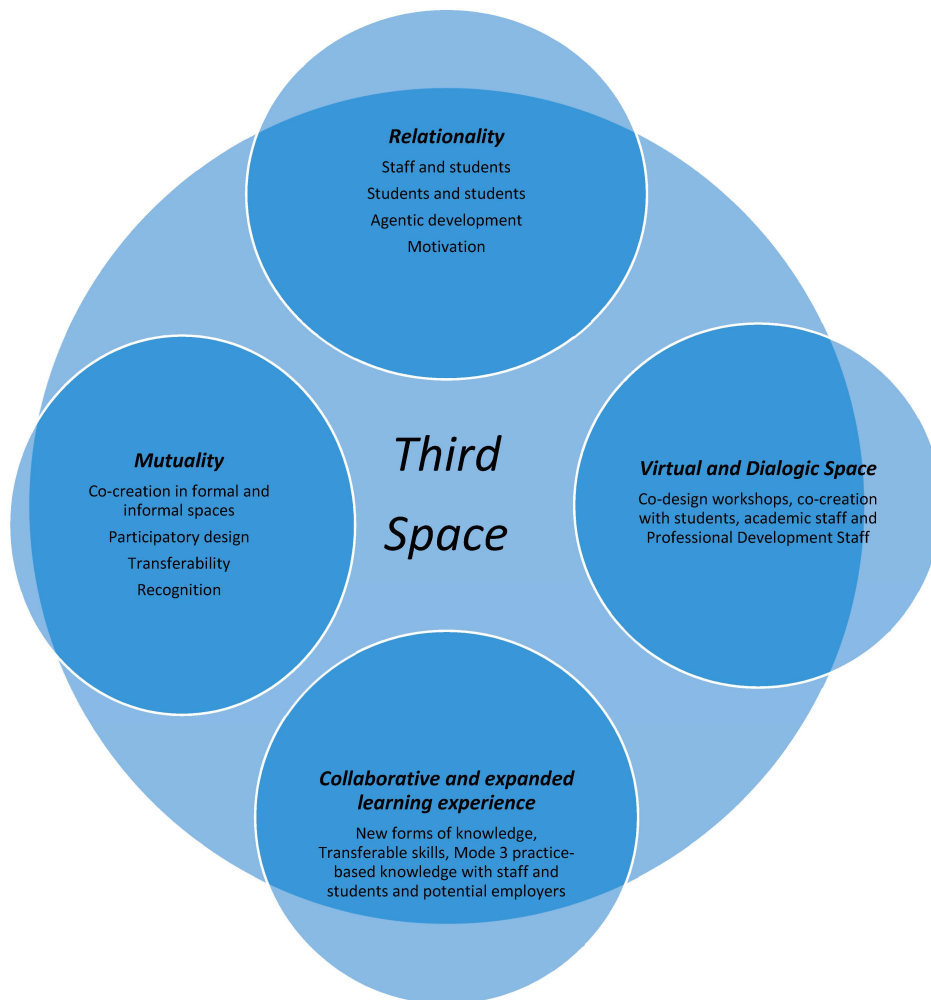 Relationality
Staff and students
Students and students
Agentic development
Motivation
Mutuality
Co-creation in formal and
informal spaces
Participatory design
Transferability
Recognition
Third
Space
Virtual and Dialogic Space
Co-design workshops, co-creation
with students, academic staff and
Professional Development Staff
Collaborative and expanded
learning experience
New forms of knowledge,
Transferable skills, Mode 3 practice-
based knowledge with staff and
students and potential employers